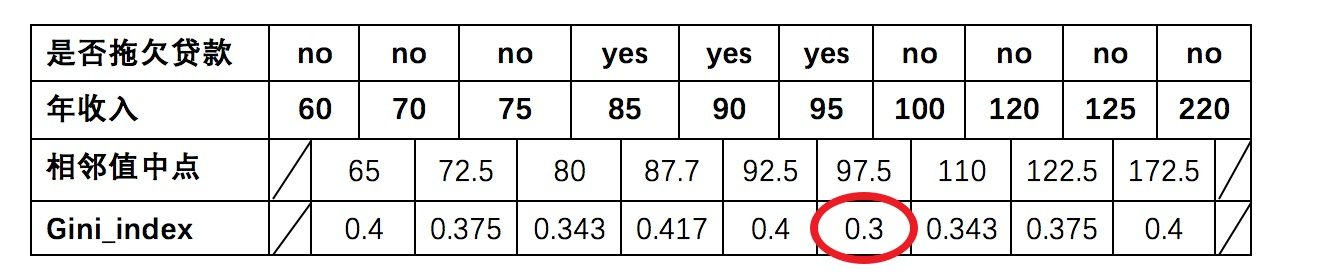 是否拖欠贷款 no no no yes yes yes no no no no
年收入 60 70 75 85 90 95 100 120 125 220
相邻值中点 65 72.5 80 87.7 92.5 97.5 110 122.5 172.5
Gini_index 0.4 0.375 0.343 0.417 0.4 0.3 0.343 0.375 0.4